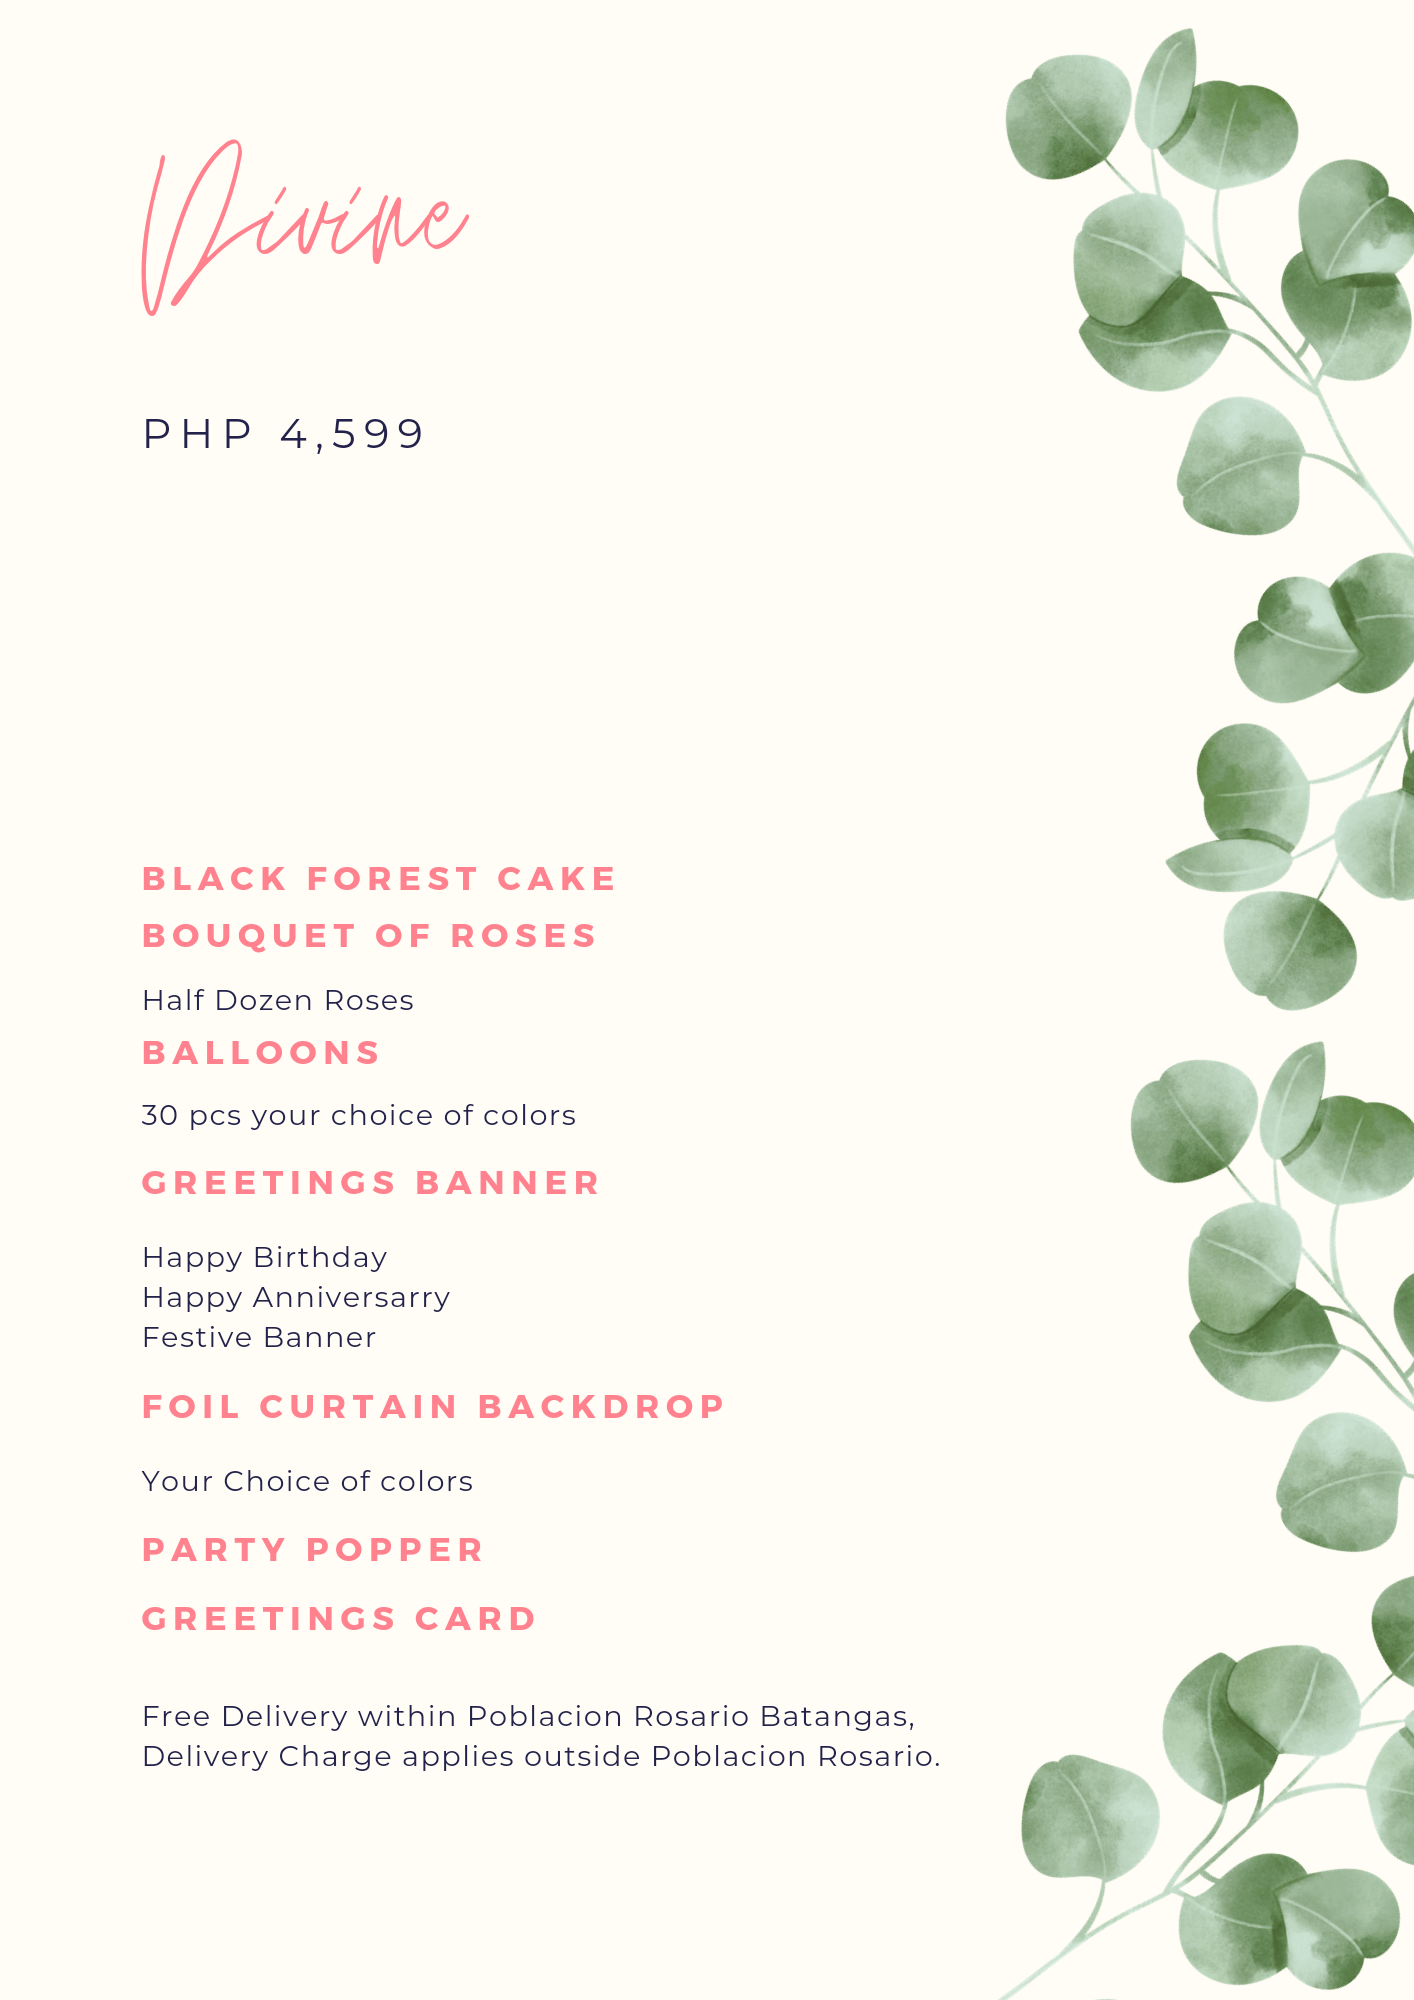 Divine
PHP 4,599
BLACK FOREST CAKE
BOUQUET OF ROSES
Half Dozen Roses
BALLOONS
30 pcs your choice of colors
GREETINGS BANNER
Happy Birthday
Happy Anniversarry
Festive Banner
FOIL CURTAIN BACKDROP
Your Choice of colors
PARTY POPPER
GREETINGS CARD
Free Delivery within Poblacion Rosario Batangas,
Delivery Charge applies outside Poblacion Rosario.